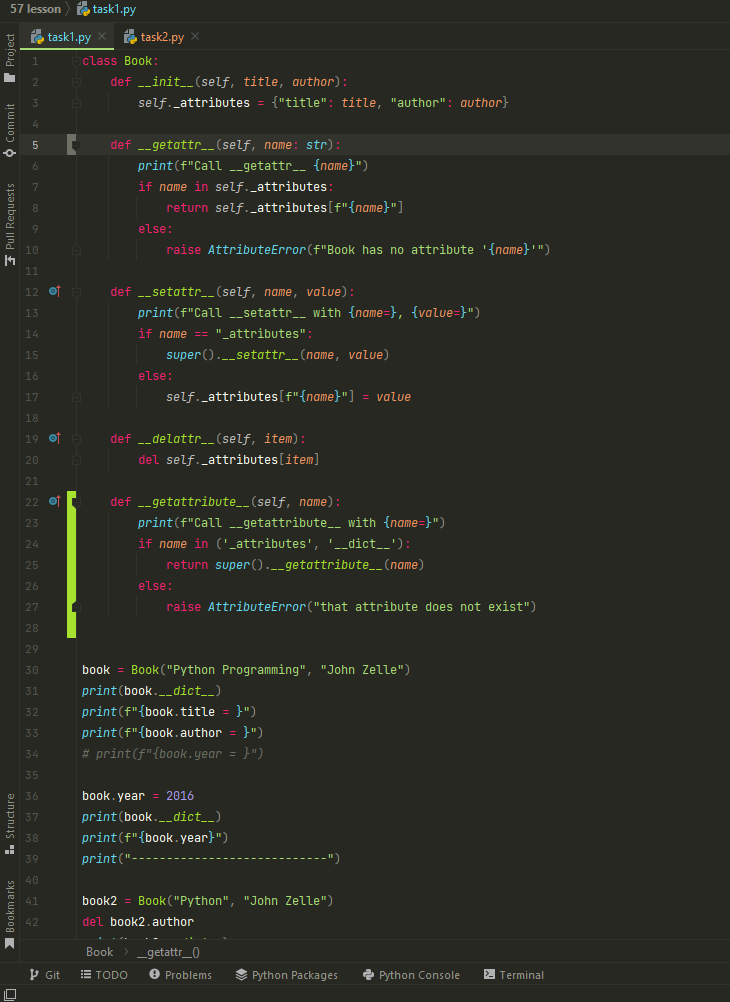 57 lesson task1.py
task1.py task2.py
Project
Commit
Pull Requests
Structure
Bookmarks
1 class Book:
2 def __init__(self, title, author):
3 self._attributes = {"title": title, "author": author}
4
5 def __getattr__(self, name: str):
6 print(f"Call __getattr__ {name}")
7 if name in self._attributes:
8 return self._attributes[f"{name}"]
9 else:
10 raise AttributeError(f"Book has no attribute '{name}'")
11
12 def __setattr__(self, name, value):
13 print(f"Call __setattr__ with {name=}, {value=}")
14 if name == "_attributes":
15 super().__setattr__(name, value)
16 else:
17 self._attributes[f"{name}"] = value
18
19 def __delattr__(self, item):
20 del self._attributes[item]
21
22 def __getattribute__(self, name):
23 print(f"Call __getattribute__ with {name=}")
24 if name in ('_attributes', '__dict__'):
25 return super().__getattribute__(name)
26 else:
27 raise AttributeError("that attribute does not exist")
28
29
30 book = Book("Python Programming", "John Zelle")
31 print(book.__dict__)
32 print(f"{book.title = }")
33 print(f"{book.author = }")
34 # print(f"{book.year = }")
35
36 book.year = 2016
37 print(book.__dict__)
38 print(f"{book.year}")
39 print("----------------------------")
40
41 book2 = Book("Python", "John Zelle")
42 del book2.author
Book __getattr__()
Git TODO Problems Python Packages Python Console Terminal